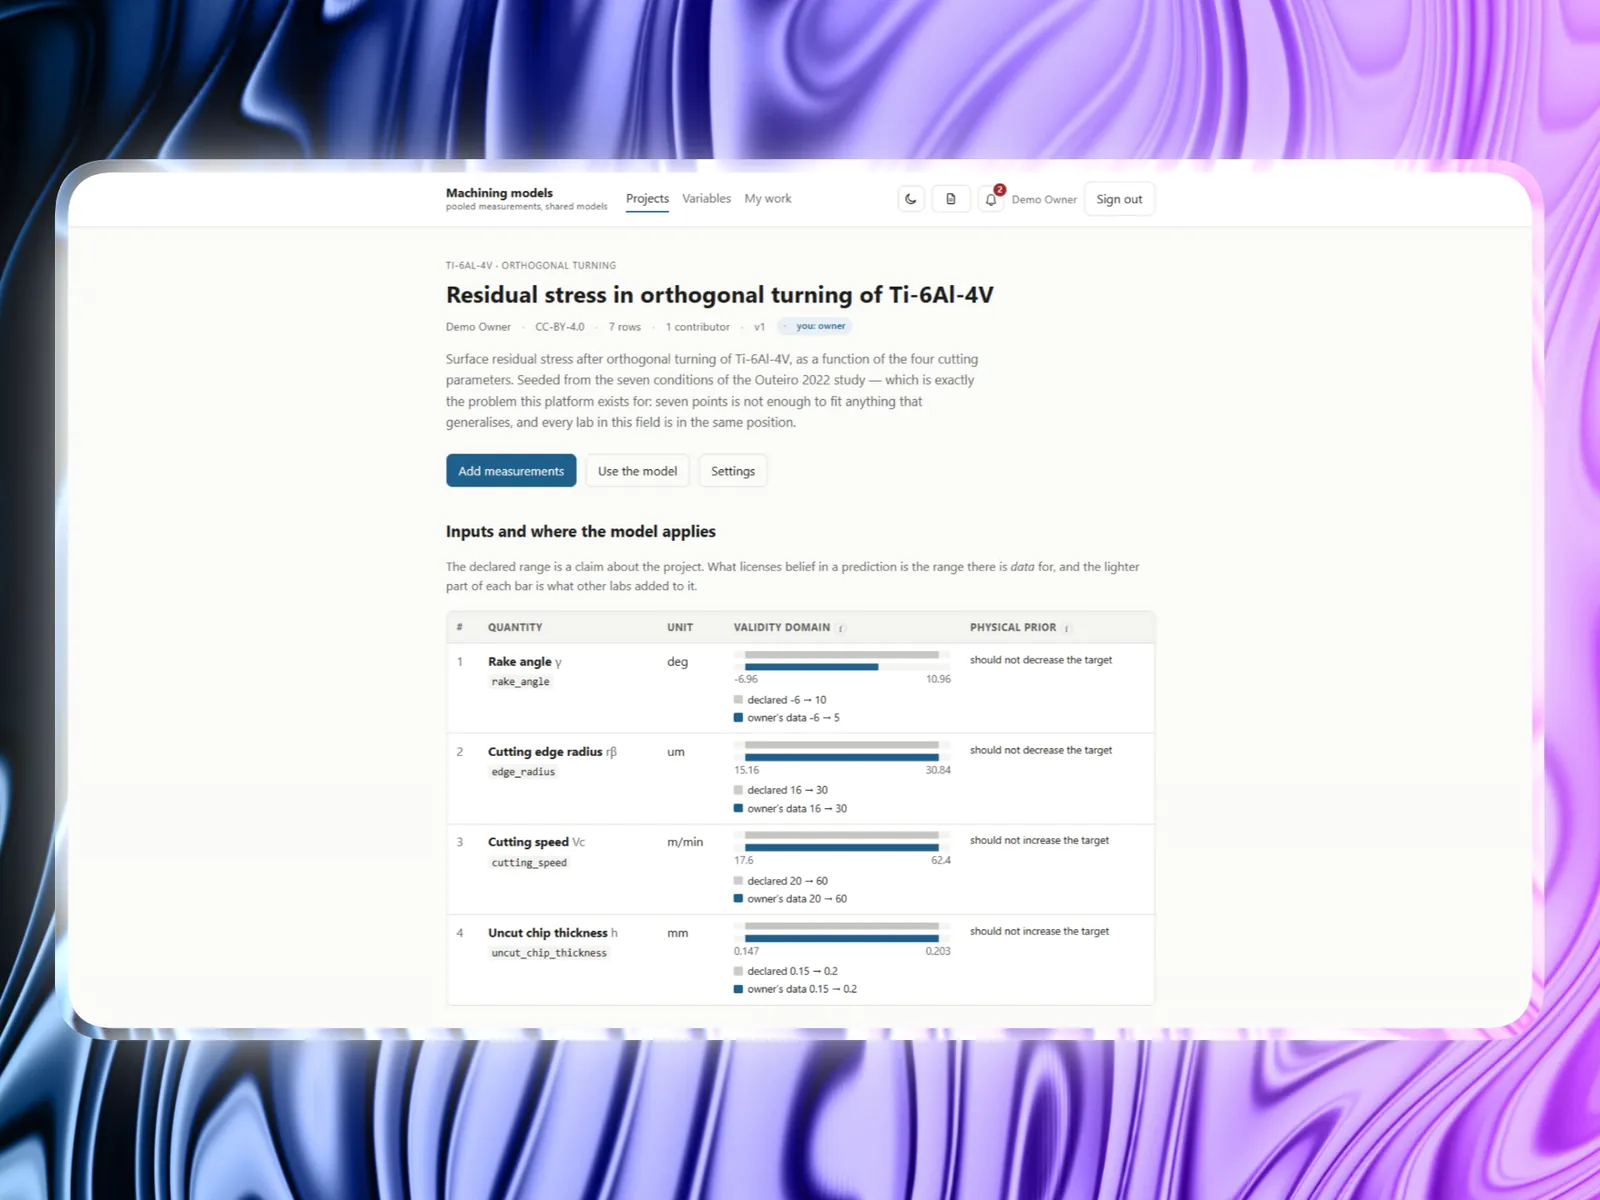 Machining models
pooled measurements, shared models
Projects Variables My work
2
Demo Owner
Sign out
TI-6AL-4V · ORTHOGONAL TURNING
Residual stress in orthogonal turning of Ti-6Al-4V
Demo Owner · CC-BY-4.0 · 7 rows · 1 contributor · v1 · you: owner
Surface residual stress after orthogonal turning of Ti-6Al-4V, as a function of the four cutting
parameters. Seeded from the seven conditions of the Outeiro 2022 study — which is exactly
the problem this platform exists for: seven points is not enough to fit anything that
generalises, and every lab in this field is in the same position.
Add measurements
Use the model
Settings
Inputs and where the model applies
The declared range is a claim about the project. What licenses belief in a prediction is the range there is data for, and the lighter
part of each bar is what other labs added to it.
# QUANTITY UNIT VALIDITY DOMAIN i PHYSICAL PRIOR i
1 Rake angle γ deg should not decrease the target
rake_angle
-6.96 10.96
declared -6 → 10
owner's data -6 → 5
2 Cutting edge radius rβ um should not decrease the target
edge_radius
15.16 30.84
declared 16 → 30
owner's data 16 → 30
3 Cutting speed Vc m/min should not increase the target
cutting_speed
17.6 62.4
declared 20 → 60
owner's data 20 → 60
4 Uncut chip thickness h mm should not increase the target
uncut_chip_thickness
0.147 0.203
declared 0.15 → 0.2
owner's data 0.15 → 0.2